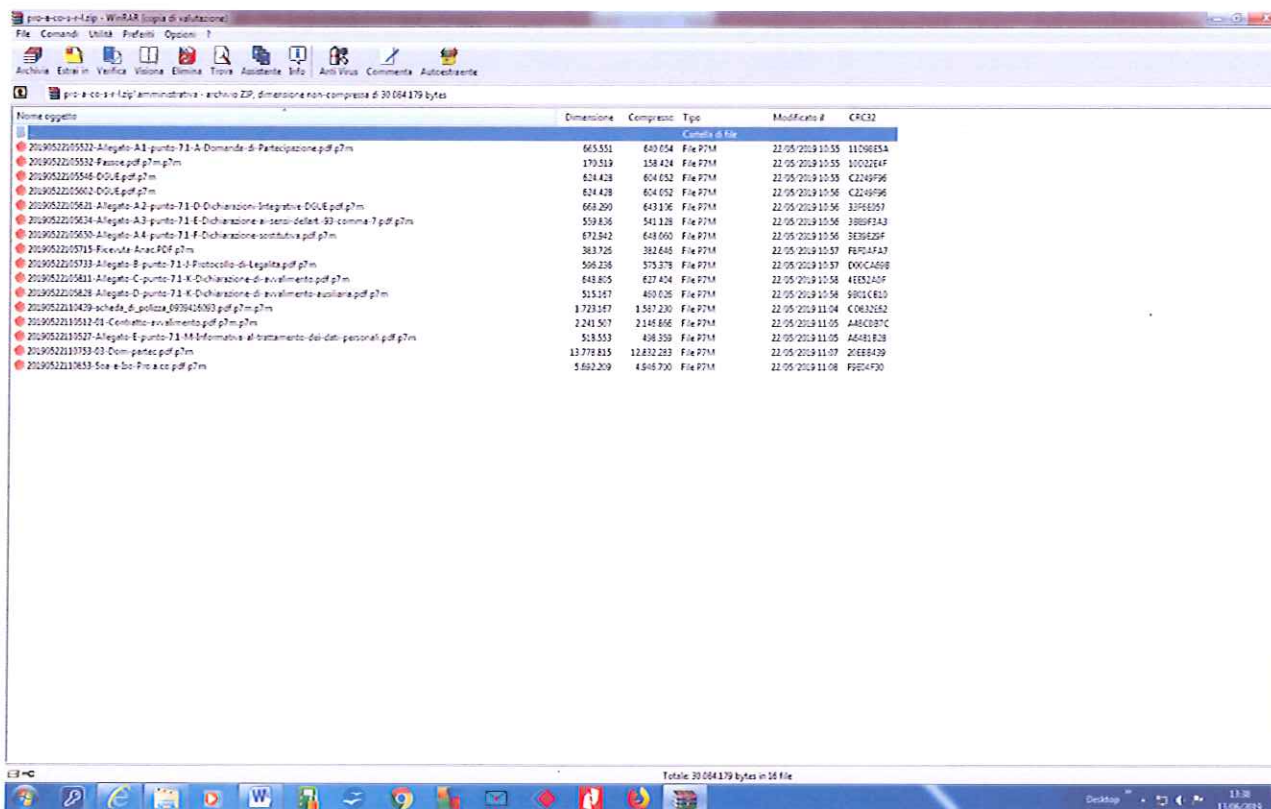 pro-a-co-s-r-l.zip - WinRAR (copia di valutazione)
File Comandi Utilità Preferiti Opzioni ?
Archivia Estrai in Verifica Visiona Elimina Trova Assistente Info Anti Virus Commenta Autoestraente
pro-a-co-s-r-l.zip\amministrativa - archivio ZIP, dimensione non-compressa di 30.064.179 bytes
Nome oggetto Dimensione Compresso Tipo Modificato il CRC32
Cartella di file
20190522105522-Allegato-A1-punto-7.1-A-Domanda-di-Partecipazione.pdf.p7m 665.551 640.054 File P7M 22/05/2019 10:55 11D98E5A
20190522105532-Passoe.pdf.p7m.p7m 170.519 158.424 File P7M 22/05/2019 10:55 10D22E4F
20190522105546-DGUE.pdf.p7m 624.428 604.052 File P7M 22/05/2019 10:55 C2249F96
20190522105602-DGUE.pdf.p7m 624.428 604.052 File P7M 22/05/2019 10:56 C2249F96
20190522105621-Allegato-A2-punto-7.1-D-Dichiarazioni-Integrative-DGUE.pdf.p7m 668.290 643.106 File P7M 22/05/2019 10:56
20190522105634-Allegato-A3-punto-7.1-E-Dichiarazione-ai-sensi-dellart.-93-comma-7.pdf.p7m 559.836 541.128 File P7M 22/05/2019 10:56
20190522105650-Allegato-A4-punto-7.1-F-Dichiarazione-sostitutiva.pdf.p7m 672.942 648.060 File P7M 22/05/2019 10:56 5E39E29F
20190522105715-Ricevuta-Anac.PDF.p7m 383.726 382.646 File P7M 22/05/2019 10:57 FEFDAFA7
20190522105733-Allegato-B-punto-7.1-J-Protocollo-di-Legalita.pdf.p7m 596.236 575.378 File P7M 22/05/2019 10:57
20190522105811-Allegato-C-punto-7.1-K-Dichiarazione-di-avvalimento.pdf.p7m 648.805 627.404 File P7M 22/05/2019 10:58 4EE52A0F
20190522105828-Allegato-D-punto-7.1-K-Dichiarazione-di-avvalimento-ausiliaria.pdf.p7m 515.167 460.026 File P7M 22/05/2019 10:58 9B01C810
20190522110439-scheda_di_polizza_0939416093.pdf.p7m.p7m 1.723.167 1.587.230 File P7M 22/05/2019 11:04 CD632E62
20190522110512-01-Contratto-avvalimento.pdf.p7m.p7m 2.241.507 2.146.866 File P7M 22/05/2019 11:05 A48CDB7C
20190522110527-Allegato-E-punto-7.1-M-Informativa-al-trattamento-dei-dati-personali.pdf.p7m 518.553 498.359 File P7M 22/05/2019 11:05 A6481B28
20190522110753-03-Dom-partec.pdf.p7m 13.778.815 12.832.283 File P7M 22/05/2019 11:07 20EBB439
20190522110853-Soa-e-Iso-Pro.a.co.pdf.p7m 5.692.209 4.946.700 File P7M 22/05/2019 11:08 F9E04F30
Totale 30.064.179 bytes in 16 file
Desktop 13:38
13/06/2019